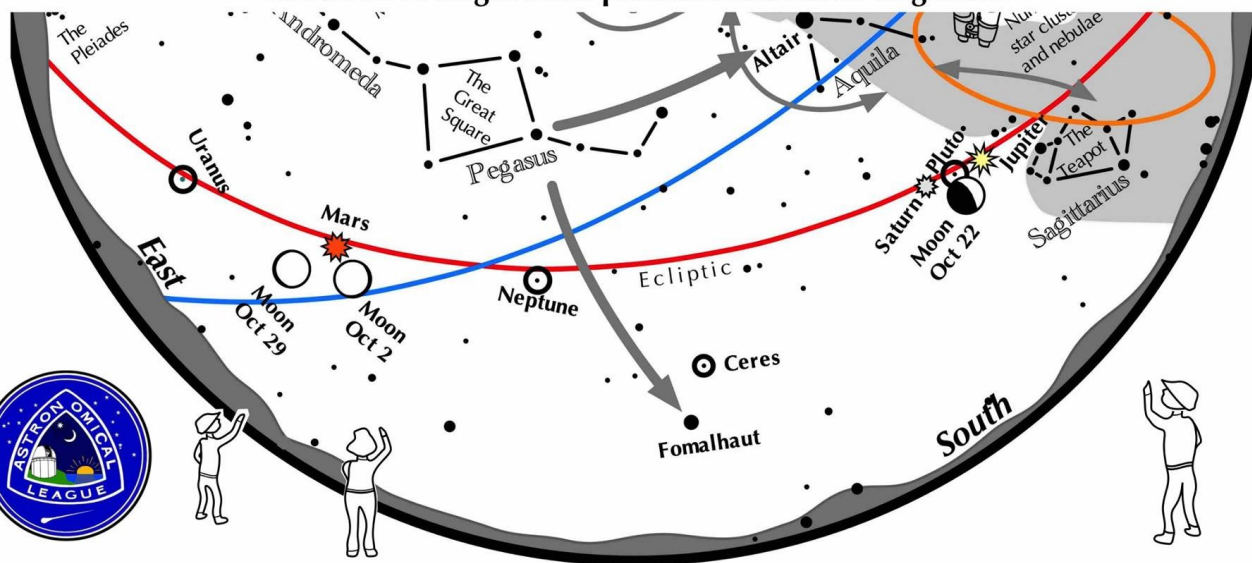 The
Pleiades
Andromeda
The
Great
Square
Pegasus
Altair
Aquila
star clust
and nebulae
Uranus
Mars
East
Moon
Oct 29
Moon
Oct 2
Neptune
Ecliptic
Saturn
Pluto
Jupiter
Moon
Oct 22
The
Teapot
Sagittarius
Ceres
Fomalhaut
South
ASTRONOMICAL
LEAGUE